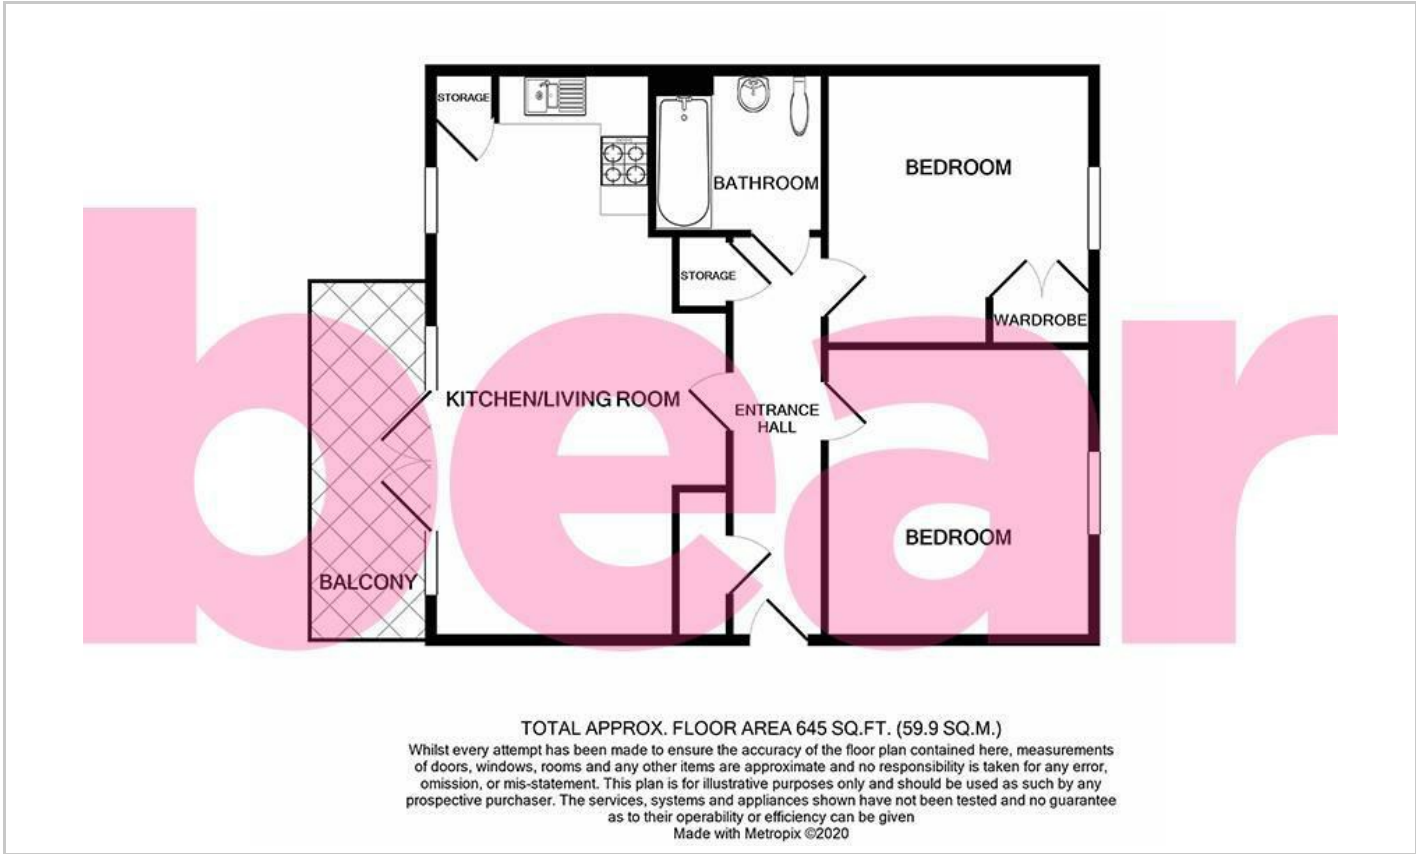 STORAGE
BATHROOM
BEDROOM
STORAGE
WARDROBE
KITCHEN/LIVING ROOM
ENTRANCE
HALL
BEDROOM
BALCONY
bear
TOTAL APPROX. FLOOR AREA 645 SQ.FT. (59.9 SQ.M.)
Whilst every attempt has been made to ensure the accuracy of the floor plan contained here, measurements
of doors, windows, rooms and any other items are approximate and no responsibility is taken for any error,
omission, or mis-statement. This plan is for illustrative purposes only and should be used as such by any
prospective purchaser. The services, systems and appliances shown have not been tested and no guarantee
as to their operability or efficiency can be given
Made with Metropix ©2020